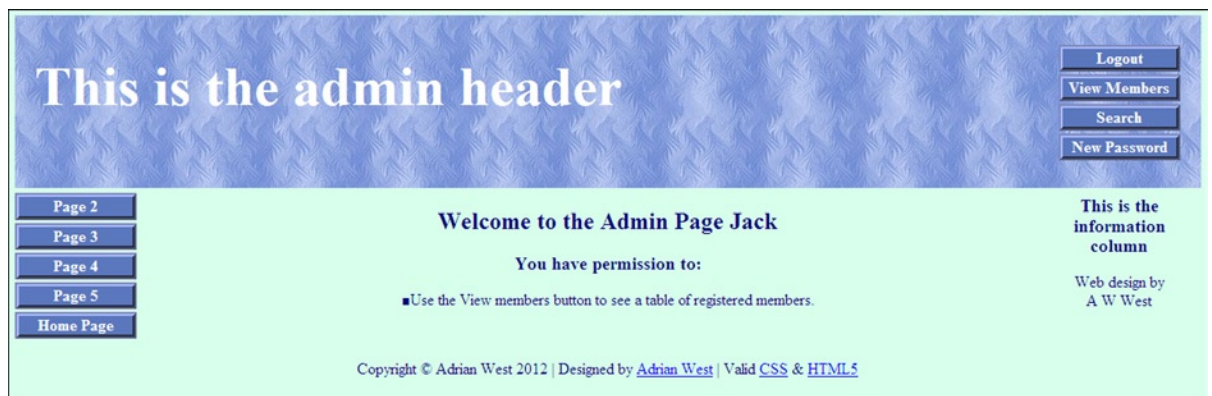 This is the admin header
Logout
View Members
Search
New Password
Page 2
Page 3
Page 4
Page 5
Home Page
Welcome to the Admin Page Jack
You have permission to:
■Use the View members button to see a table of registered members.
This is the
information
column
Web design by
A W West
Copyright © Adrian West 2012 | Designed by Adrian West | Valid CSS & HTML5